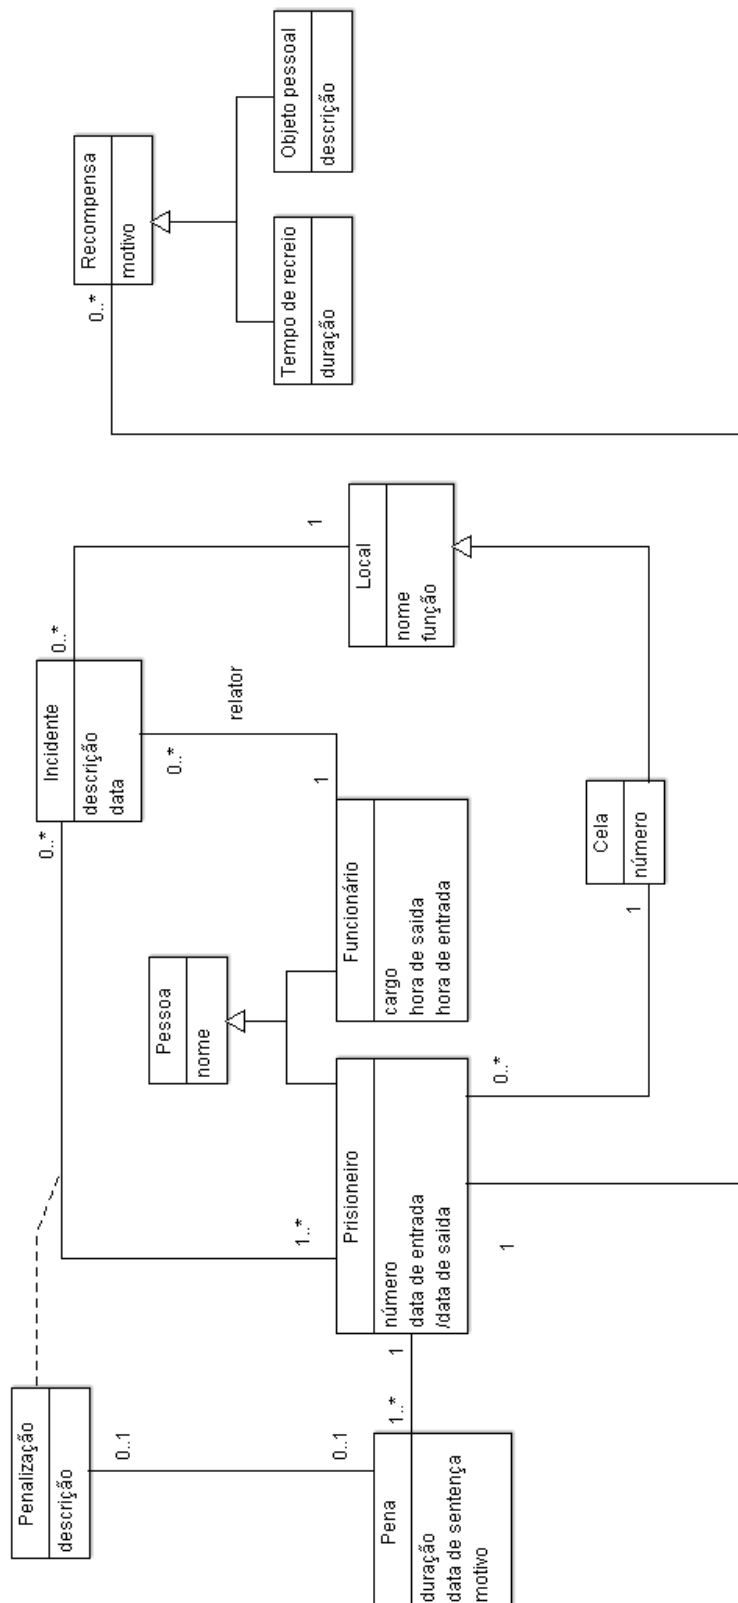 Penalização
descrição
0..1
0..1
Pena
duração
data de sentença
motivo
1..*
1
Prisioneiro
número
data de entrada
/data de saida
1..*
1
0..*
Pessoa
nome
Funcionário
cargo
hora de saida
hora de entrada
1
relator
0..*
0..*
Incidente
descrição
data
0..*
1
Local
nome
função
Cela
número
1
0..*
Recompensa
motivo
Tempo de recreio
duração
Objeto pessoal
descrição